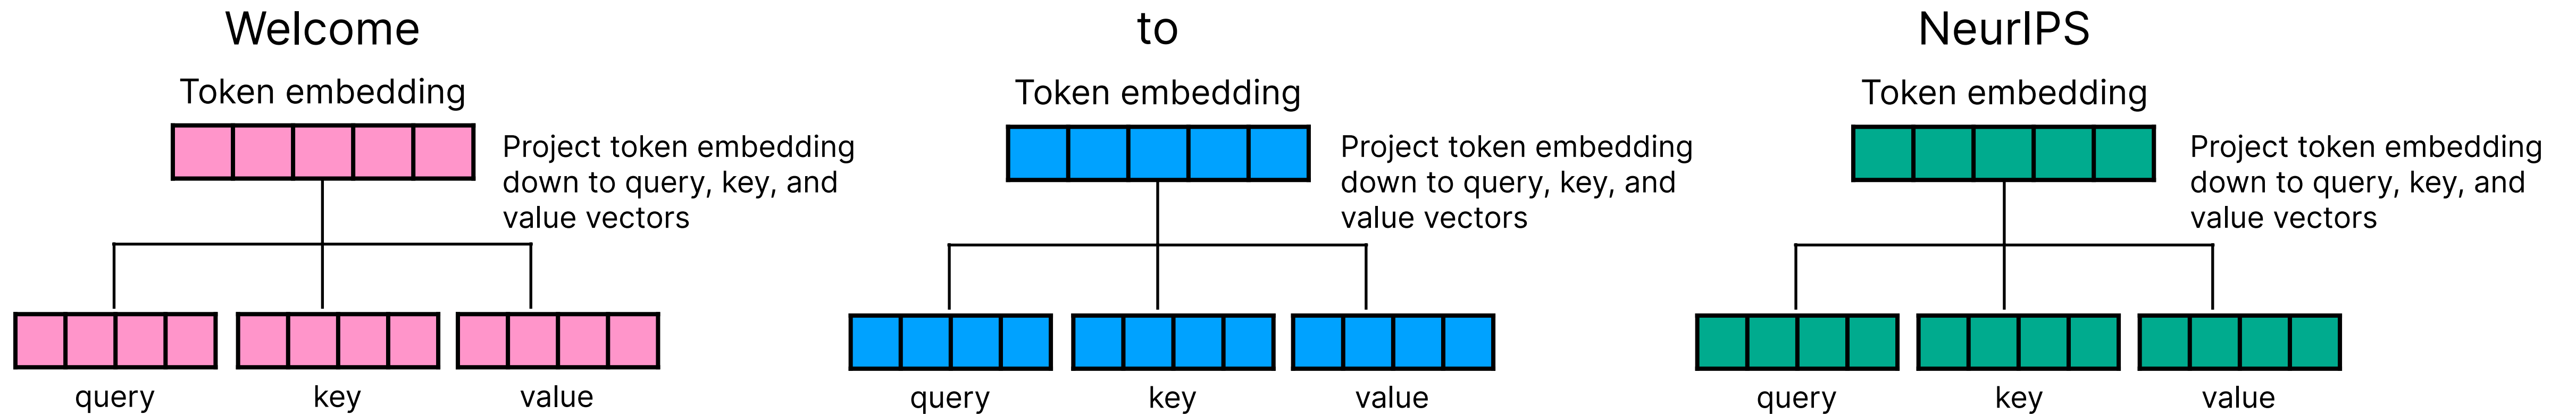 Welcome
Token embedding
Project token embedding
down to query, key, and
value vectors
query
key
value
to
Token embedding
Project token embedding
down to query, key, and
value vectors
query
key
value
NeurIPS
Token embedding
Project token embedding
down to query, key, and
value vectors
query
key
value